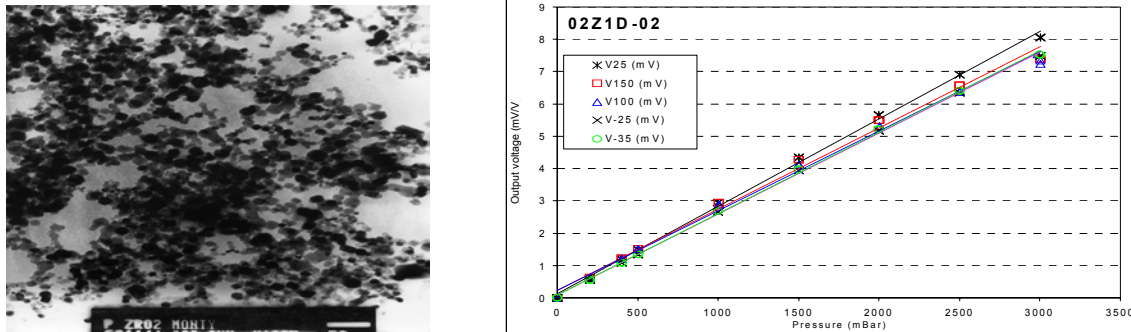 P ZRO2 MONTY
02Z1D-02
Output voltage (mV/V)
9
8
7
6
5
4
3
2
1
0
V25 (mV)
V150 (mV)
V100 (mV)
V-25 (mV)
V-35 (mV)
0
500
1000
1500
2000
2500
3000
3500
Pressure (mBar)